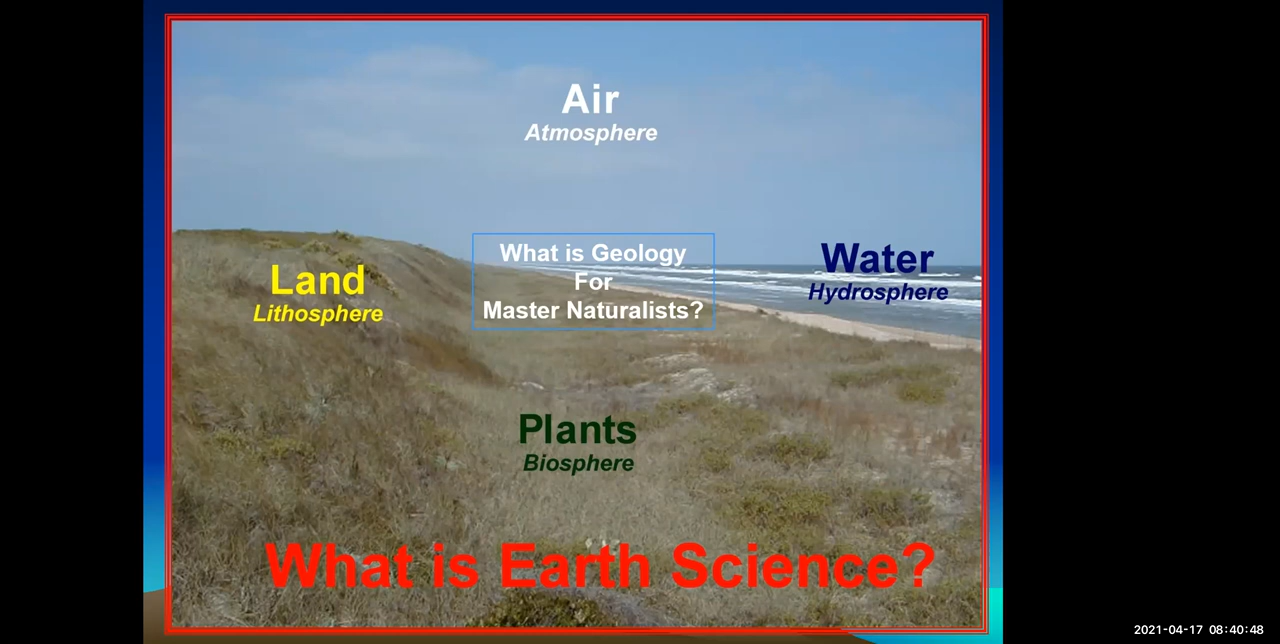 Air
Atmosphere
What is Geology
For
Master Naturalists?
Land
Lithosphere
Water
Hydrosphere
Plants
Biosphere
What is Earth Science?
2021-04-17 08:40:48